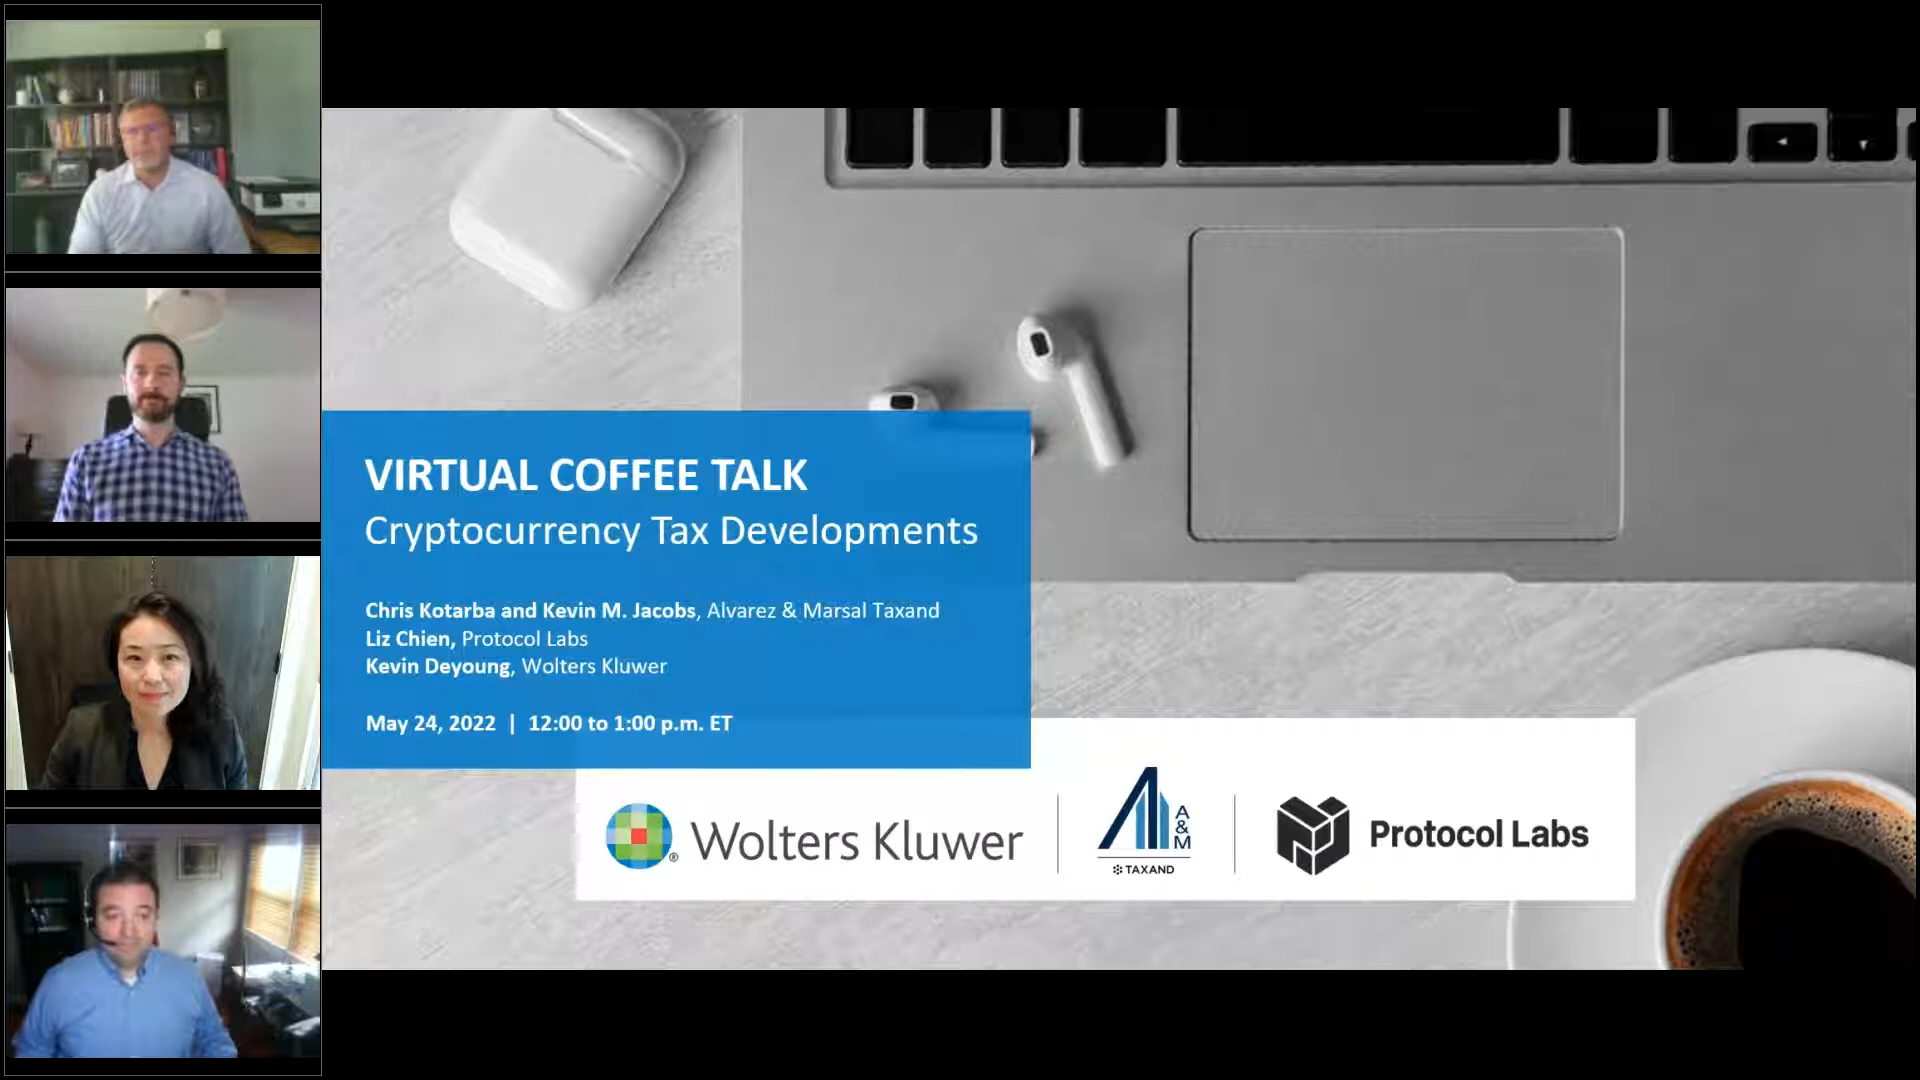 VIRTUAL COFFEE TALK
Cryptocurrency Tax Developments
Chris Kotarba and Kevin M. Jacobs, Alvarez & Marsal Taxand
Liz Chien, Protocol Labs
Kevin Deyoung, Wolters Kluwer
May 24, 2022 | 12:00 to 1:00 p.m. ET
Wolters Kluwer
A&M
TAXAND
Protocol Labs